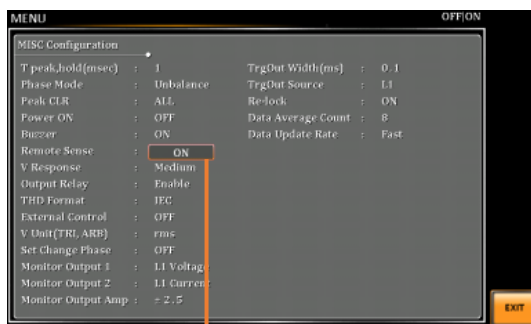 MENU OFF|ON
MISC Configuration
T peak,hold(msec) : 1 TrgOut Width(ms) : 0.1
Phase Mode : Unbalance TrgOut Source : L1
Peak CLR : ALL Re-lock : ON
Power ON : OFF Data Average Count : 8
Buzzer : ON Data Update Rate : Fast
Remote Sense : ON
V Response : Medium
Output Relay : Enable
THD Format : IEC
External Control : OFF
V Unit(TRI, ARB) : rms
Set Change Phase : OFF
Monitor Output 1 : L1 Voltage
Monitor Output 2 : L1 Current
Monitor Output Amp : ± 2.5
EXIT